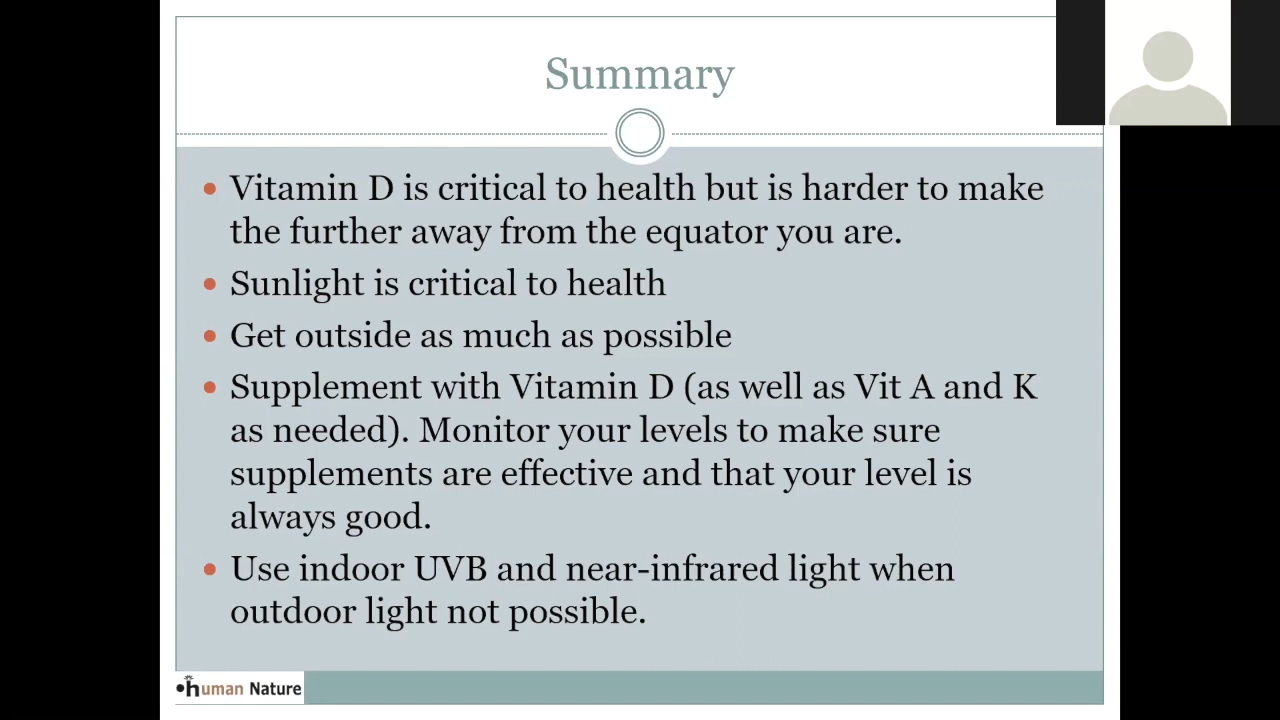 Summary
• Vitamin D is critical to health but is harder to make
the further away from the equator you are.
• Sunlight is critical to health
• Get outside as much as possible
• Supplement with Vitamin D (as well as Vit A and K
as needed). Monitor your levels to make sure
supplements are effective and that your level is
always good.
• Use indoor UVB and near-infrared light when
outdoor light not possible.
•human Nature